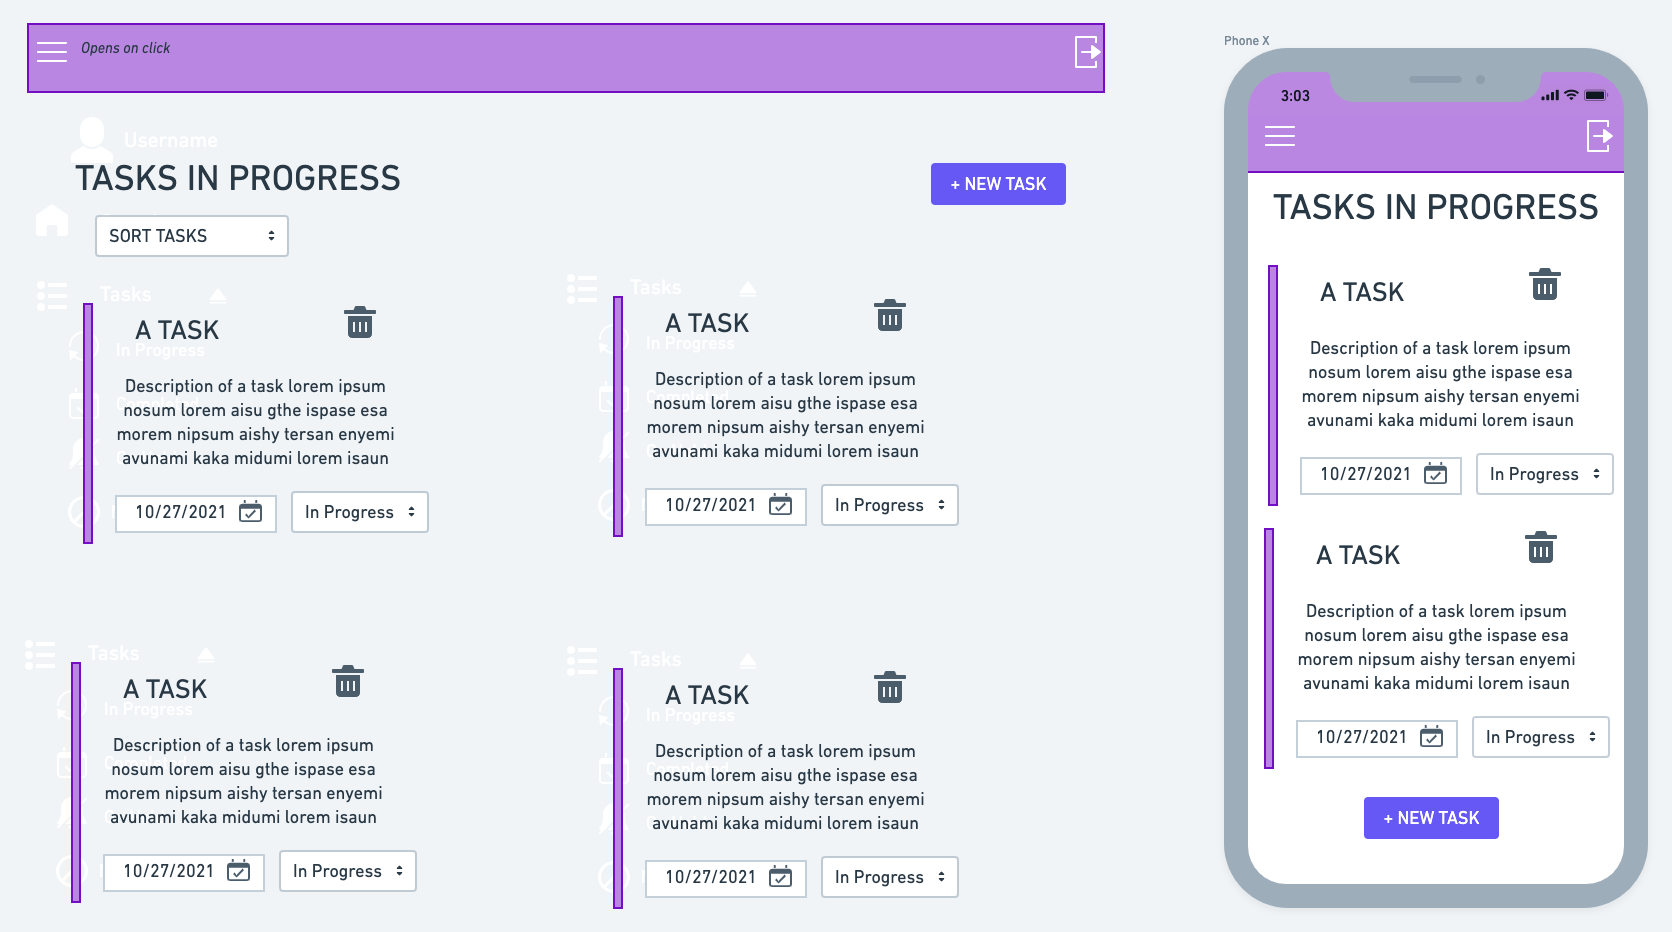 Opens on click
Username
TASKS IN PROGRESS
+ NEW TASK
SORT TASKS
Tasks
A TASK
In Progress
Description of a task lorem ipsum
nosum lorem aisu gthe ispase esa
Completed
morem nipsum aishy tersan enyemi
avunami kaka midumi lorem isaun
10/27/2021
In Progress
Tasks
A TASK
In Progress
Description of a task lorem ipsum
nosum lorem aisu gthe ispase esa
morem nipsum aishy tersan enyemi
avunami kaka midumi lorem isaun
10/27/2021
In Progress
Tasks
A TASK
In Progress
Description of a task lorem ipsum
nosum lorem aisu gthe ispase esa
Completed
morem nipsum aishy tersan enyemi
avunami kaka midumi lorem isaun
10/27/2021
In Progress
Tasks
A TASK
In Progress
Description of a task lorem ipsum
nosum lorem aisu gthe ispase esa
Completed
morem nipsum aishy tersan enyemi
avunami kaka midumi lorem isaun
10/27/2021
In Progress
Phone X
3:03
TASKS IN PROGRESS
A TASK
Description of a task lorem ipsum
nosum lorem aisu gthe ispase esa
morem nipsum aishy tersan enyemi
avunami kaka midumi lorem isaun
10/27/2021
In Progress
A TASK
Description of a task lorem ipsum
nosum lorem aisu gthe ispase esa
morem nipsum aishy tersan enyemi
avunami kaka midumi lorem isaun
10/27/2021
In Progress
+ NEW TASK